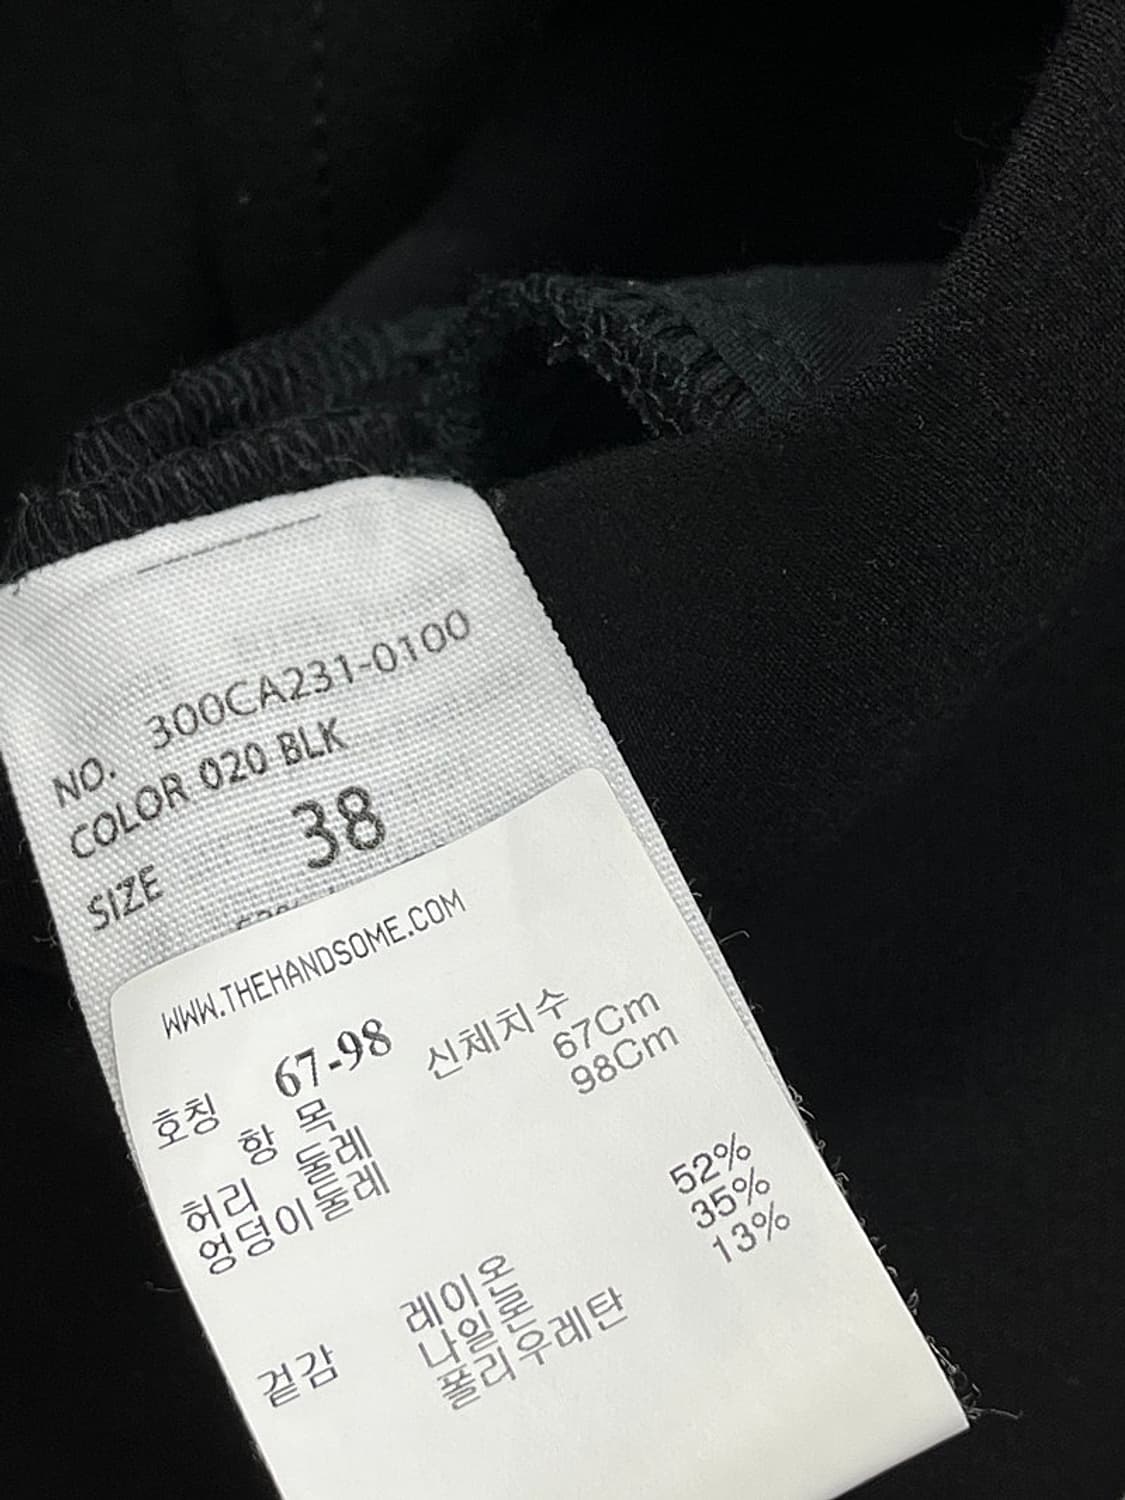 NO. 300CA231-0100
COLOR 020 BLK
SIZE 38
WWW.THEHANDSOME.COM
호칭 67-98
항 목 신체치수
허리 둘레 67Cm
엉덩이둘레 98Cm
겉감 레이온 52%
나일론 35%
폴리우레탄 13%